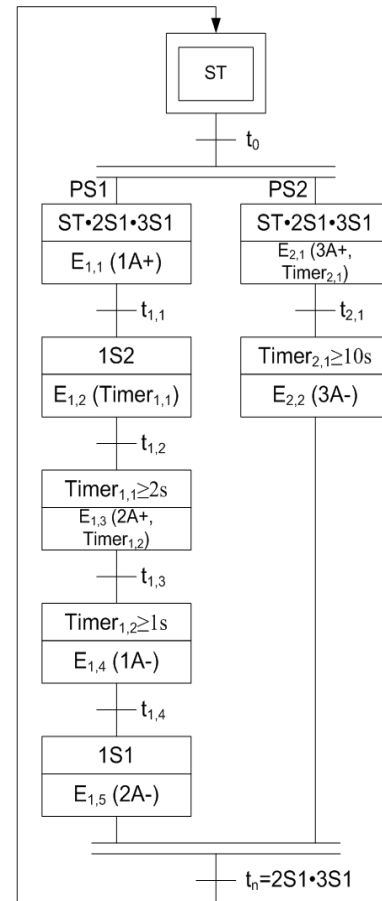 ST
t0
PS1
PS2
ST•2S1•3S1
E1,1 (1A+)
t1,1
1S2
E1,2 (Timer1,1)
t1,2
Timer1,1≥2s
E1,3 (2A+,
Timer1,2)
t1,3
Timer1,2≥1s
E1,4 (1A-)
t1,4
1S1
E1,5 (2A-)
ST•2S1•3S1
E2,1 (3A+,
Timer2,1)
t2,1
Timer2,1≥10s
E2,2 (3A-)
tn=2S1•3S1